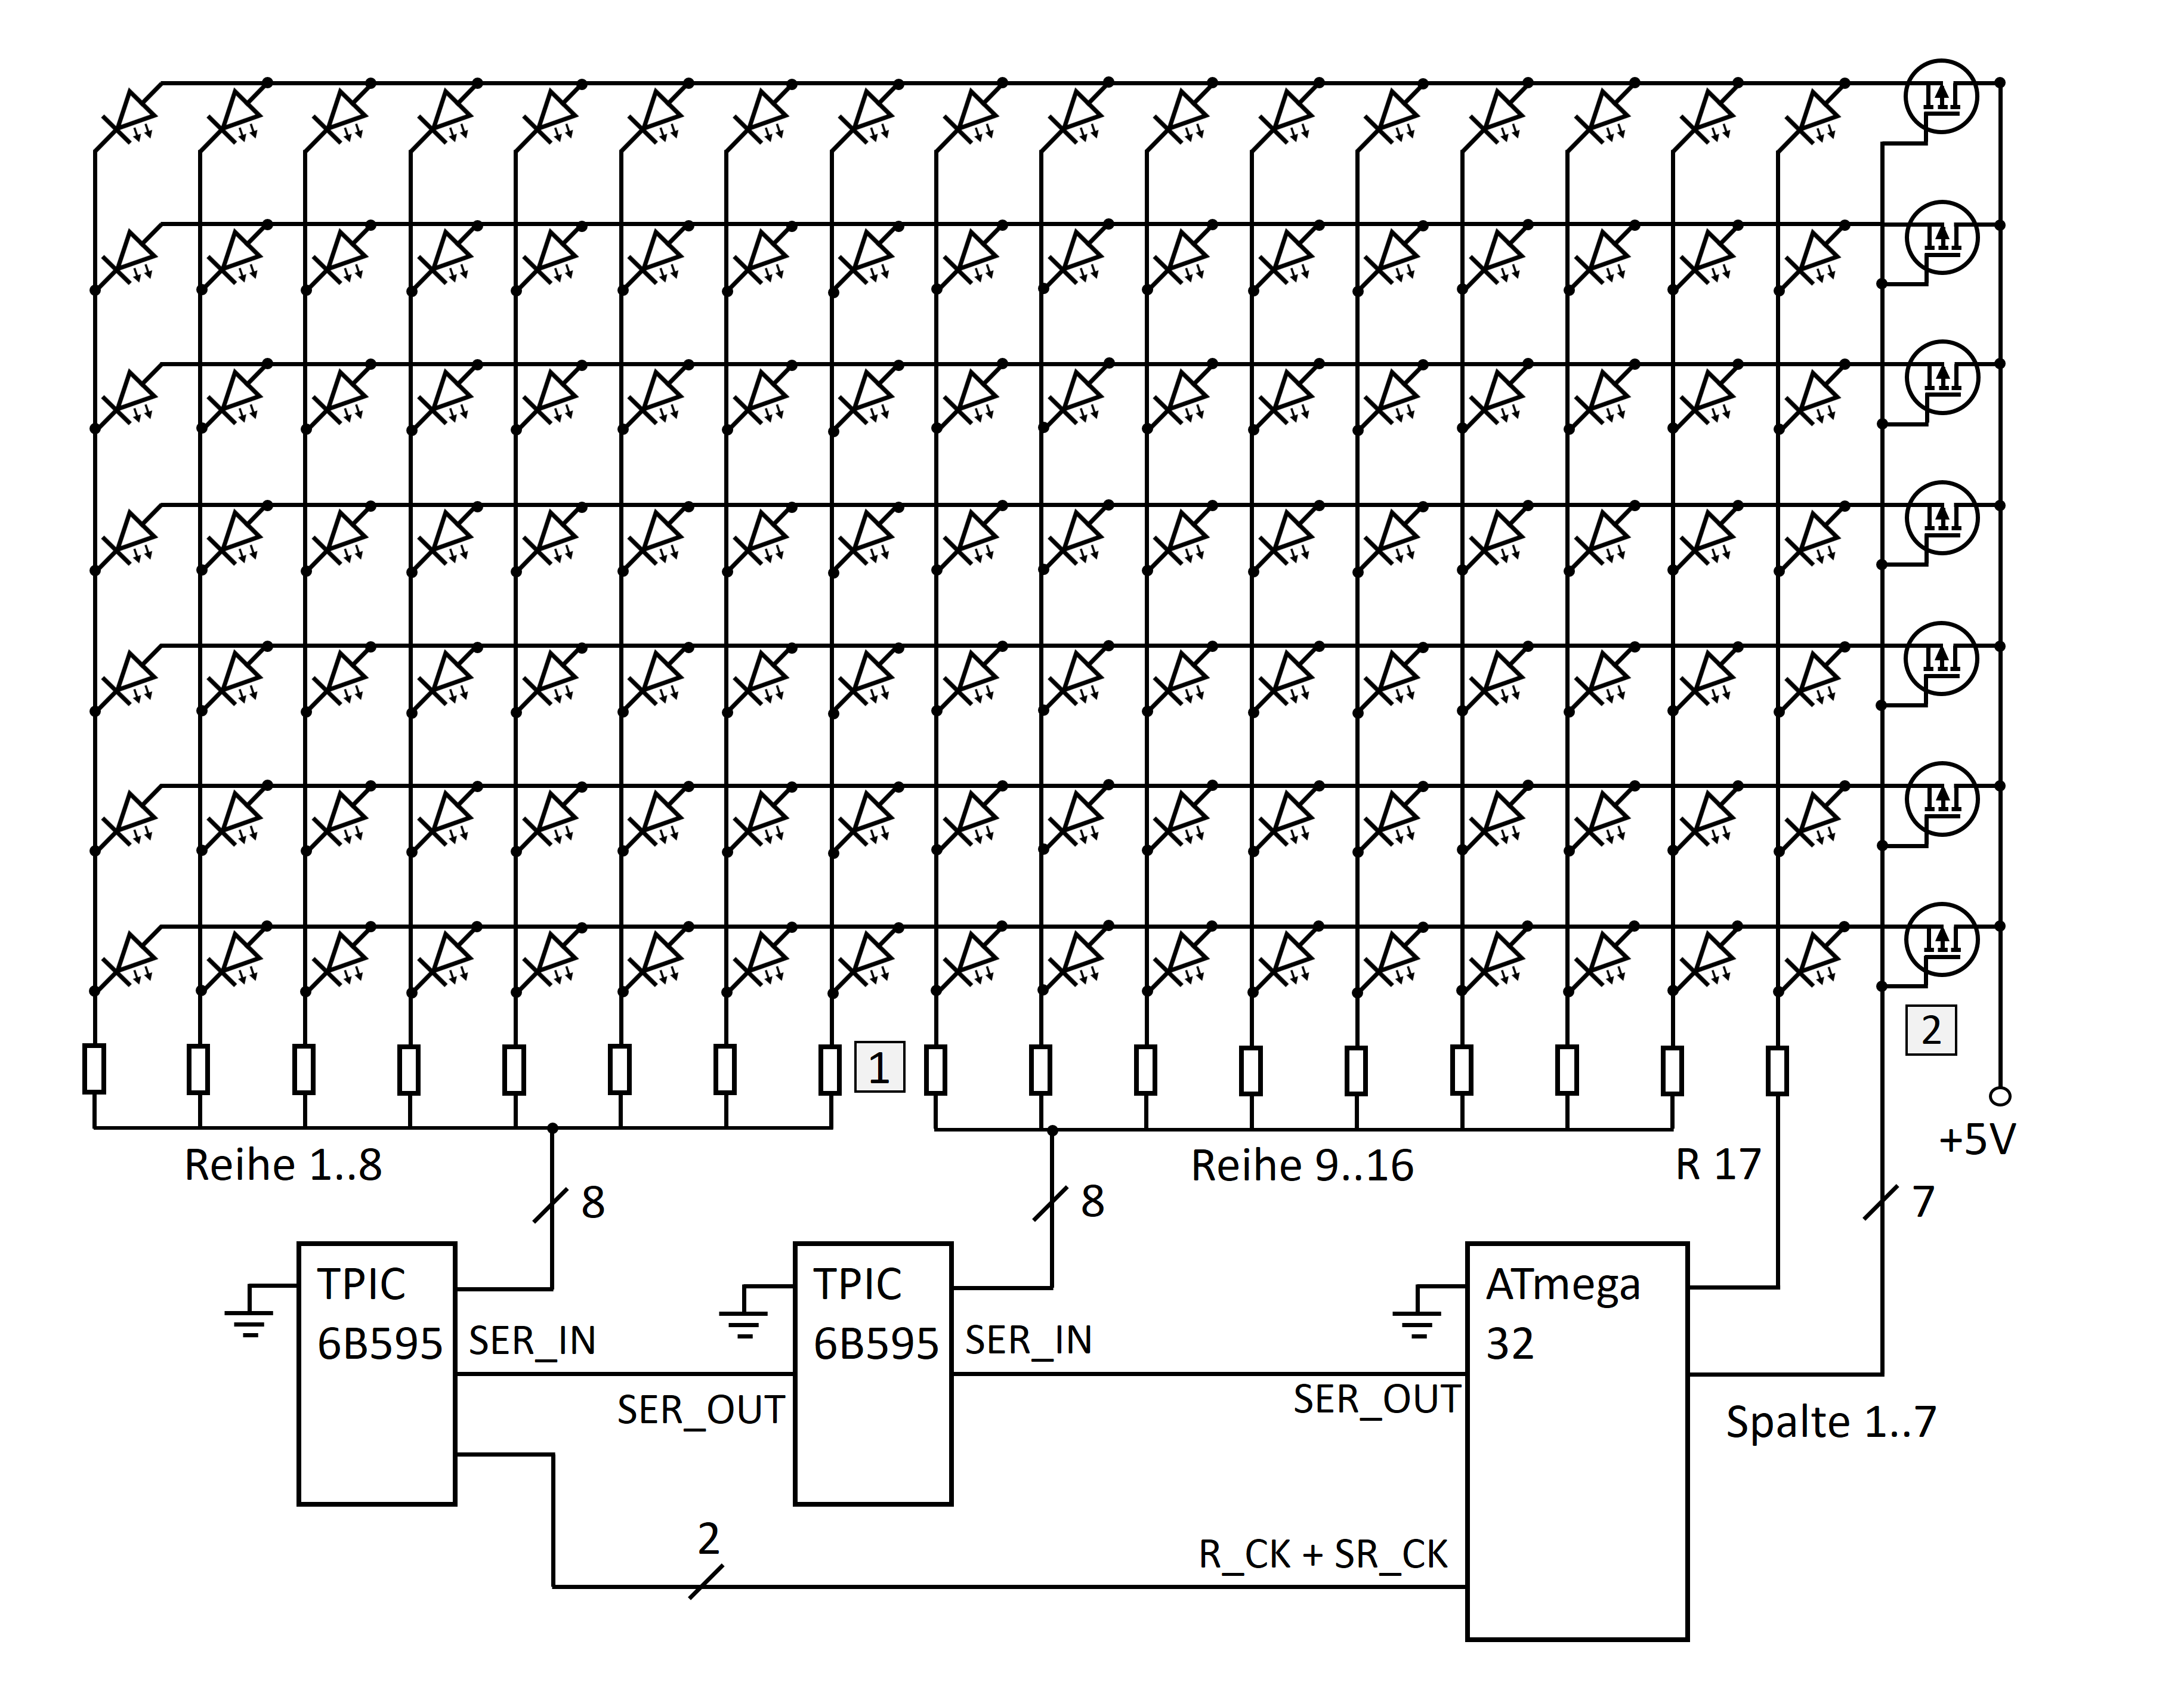 1
2
+5V
Reihe 1..8
Reihe 9..16
R 17
8
8
7
TPIC
6B595
SER_IN
SER_OUT
TPIC
6B595
SER_IN
SER_OUT
ATmega
32
Spalte 1..7
2
R_CK + SR_CK